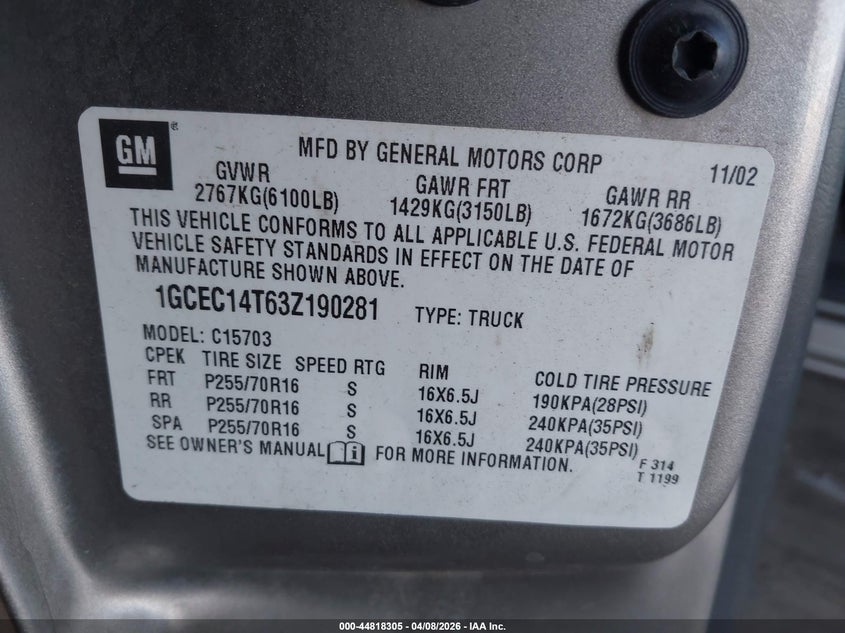 GM ®
MFD BY GENERAL MOTORS CORP 11/02
GVWR GAWR FRT GAWR RR
2767KG(6100LB) 1429KG(3150LB) 1672KG(3686LB)
THIS VEHICLE CONFORMS TO ALL APPLICABLE U.S. FEDERAL MOTOR
VEHICLE SAFETY STANDARDS IN EFFECT ON THE DATE OF
MANUFACTURE SHOWN ABOVE.
1GCEC14T63Z190281 TYPE: TRUCK
MODEL: C15703
CPEK TIRE SIZE SPEED RTG RIM COLD TIRE PRESSURE
FRT P255/70R16 S 16X6.5J 190KPA(28PSI)
RR P255/70R16 S 16X6.5J 240KPA(35PSI)
SPA P255/70R16 S 16X6.5J 240KPA(35PSI)
SEE OWNER'S MANUAL i FOR MORE INFORMATION.
F 314
T 1199
000-44818305 - 04/08/2026 - IAA Inc.